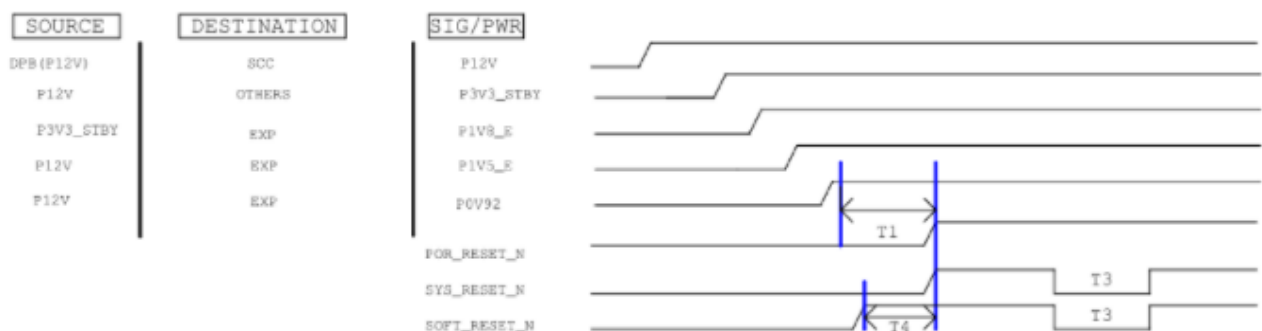 SOURCE DESTINATION SIG/PWR
DPB(P12V) SCC P12V
P12V OTHERS P3V3_STBY
P3V3_STBY EXP P1V8_E
P12V EXP P1V5_E
P12V EXP P0V92
T1
POR_RESET_N
SYS_RESET_N T3
SOFT_RESET_N T4 T3